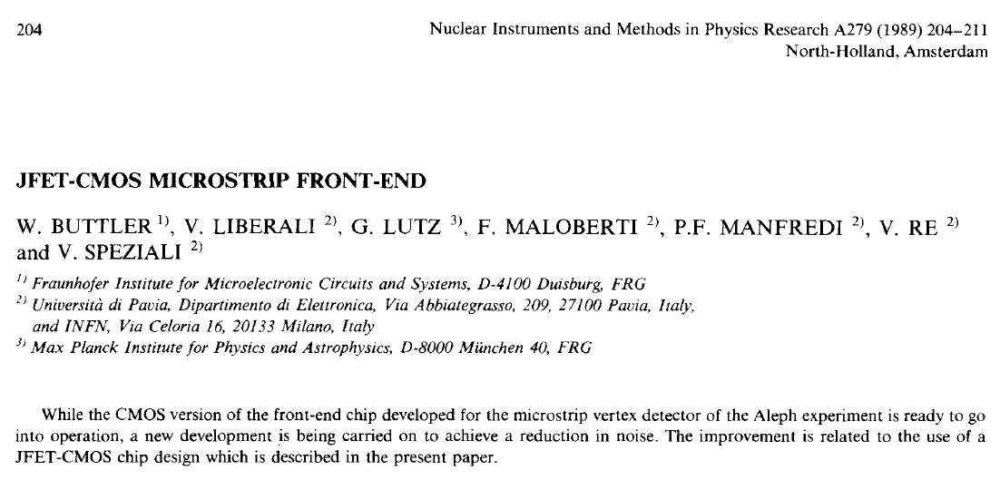 204
Nuclear Instruments and Methods in Physics Research A279 (1989) 204–211
North-Holland, Amsterdam
JFET-CMOS MICROSTRIP FRONT-END
W. BUTTLER 1), V. LIBERALI 2), G. LUTZ 3), F. MALOBERTI 2), P.F. MANFREDI 2), V. RE 2)
and V. SPEZIALI 2)
1) Fraunhofer Institute for Microelectronic Circuits and Systems, D-4100 Duisburg, FRG
2) Università di Pavia, Dipartimento di Elettronica, Via Abbiategrasso, 209, 27100 Pavia, Italy,
and INFN, Via Celoria 16, 20133 Milano, Italy
3) Max Planck Institute for Physics and Astrophysics, D-8000 München 40, FRG
While the CMOS version of the front-end chip developed for the microstrip vertex detector of the Aleph experiment is ready to go
into operation, a new development is being carried on to achieve a reduction in noise. The improvement is related to the use of a
JFET-CMOS chip design which is described in the present paper.